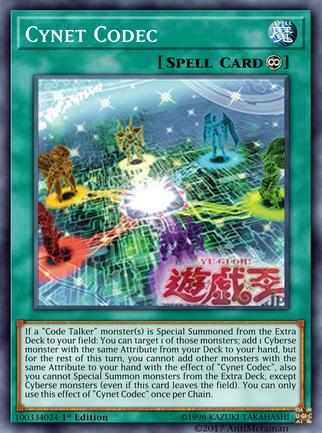 Cynet Codec
[Spell Card]
YU-GI-OH!
遊戯王
If a "Code Talker" monster(s) is Special Summoned from the Extra
Deck to your field: You can target 1 of those monsters; add 1 Cyberse
monster with the same Attribute from your Deck to your hand, but
for the rest of this turn, you cannot add other monsters with the
same Attribute to your hand with the effect of "Cynet Codec", also
you cannot Special Summon monsters from the Extra Deck, except
Cyberse monsters (even if this card leaves the field). You can only
use this effect of "Cynet Codec" once per Chain.
100334024 1st Edition
©1996 KAZUKI TAKAHASHI
©2017 AntiMetaman